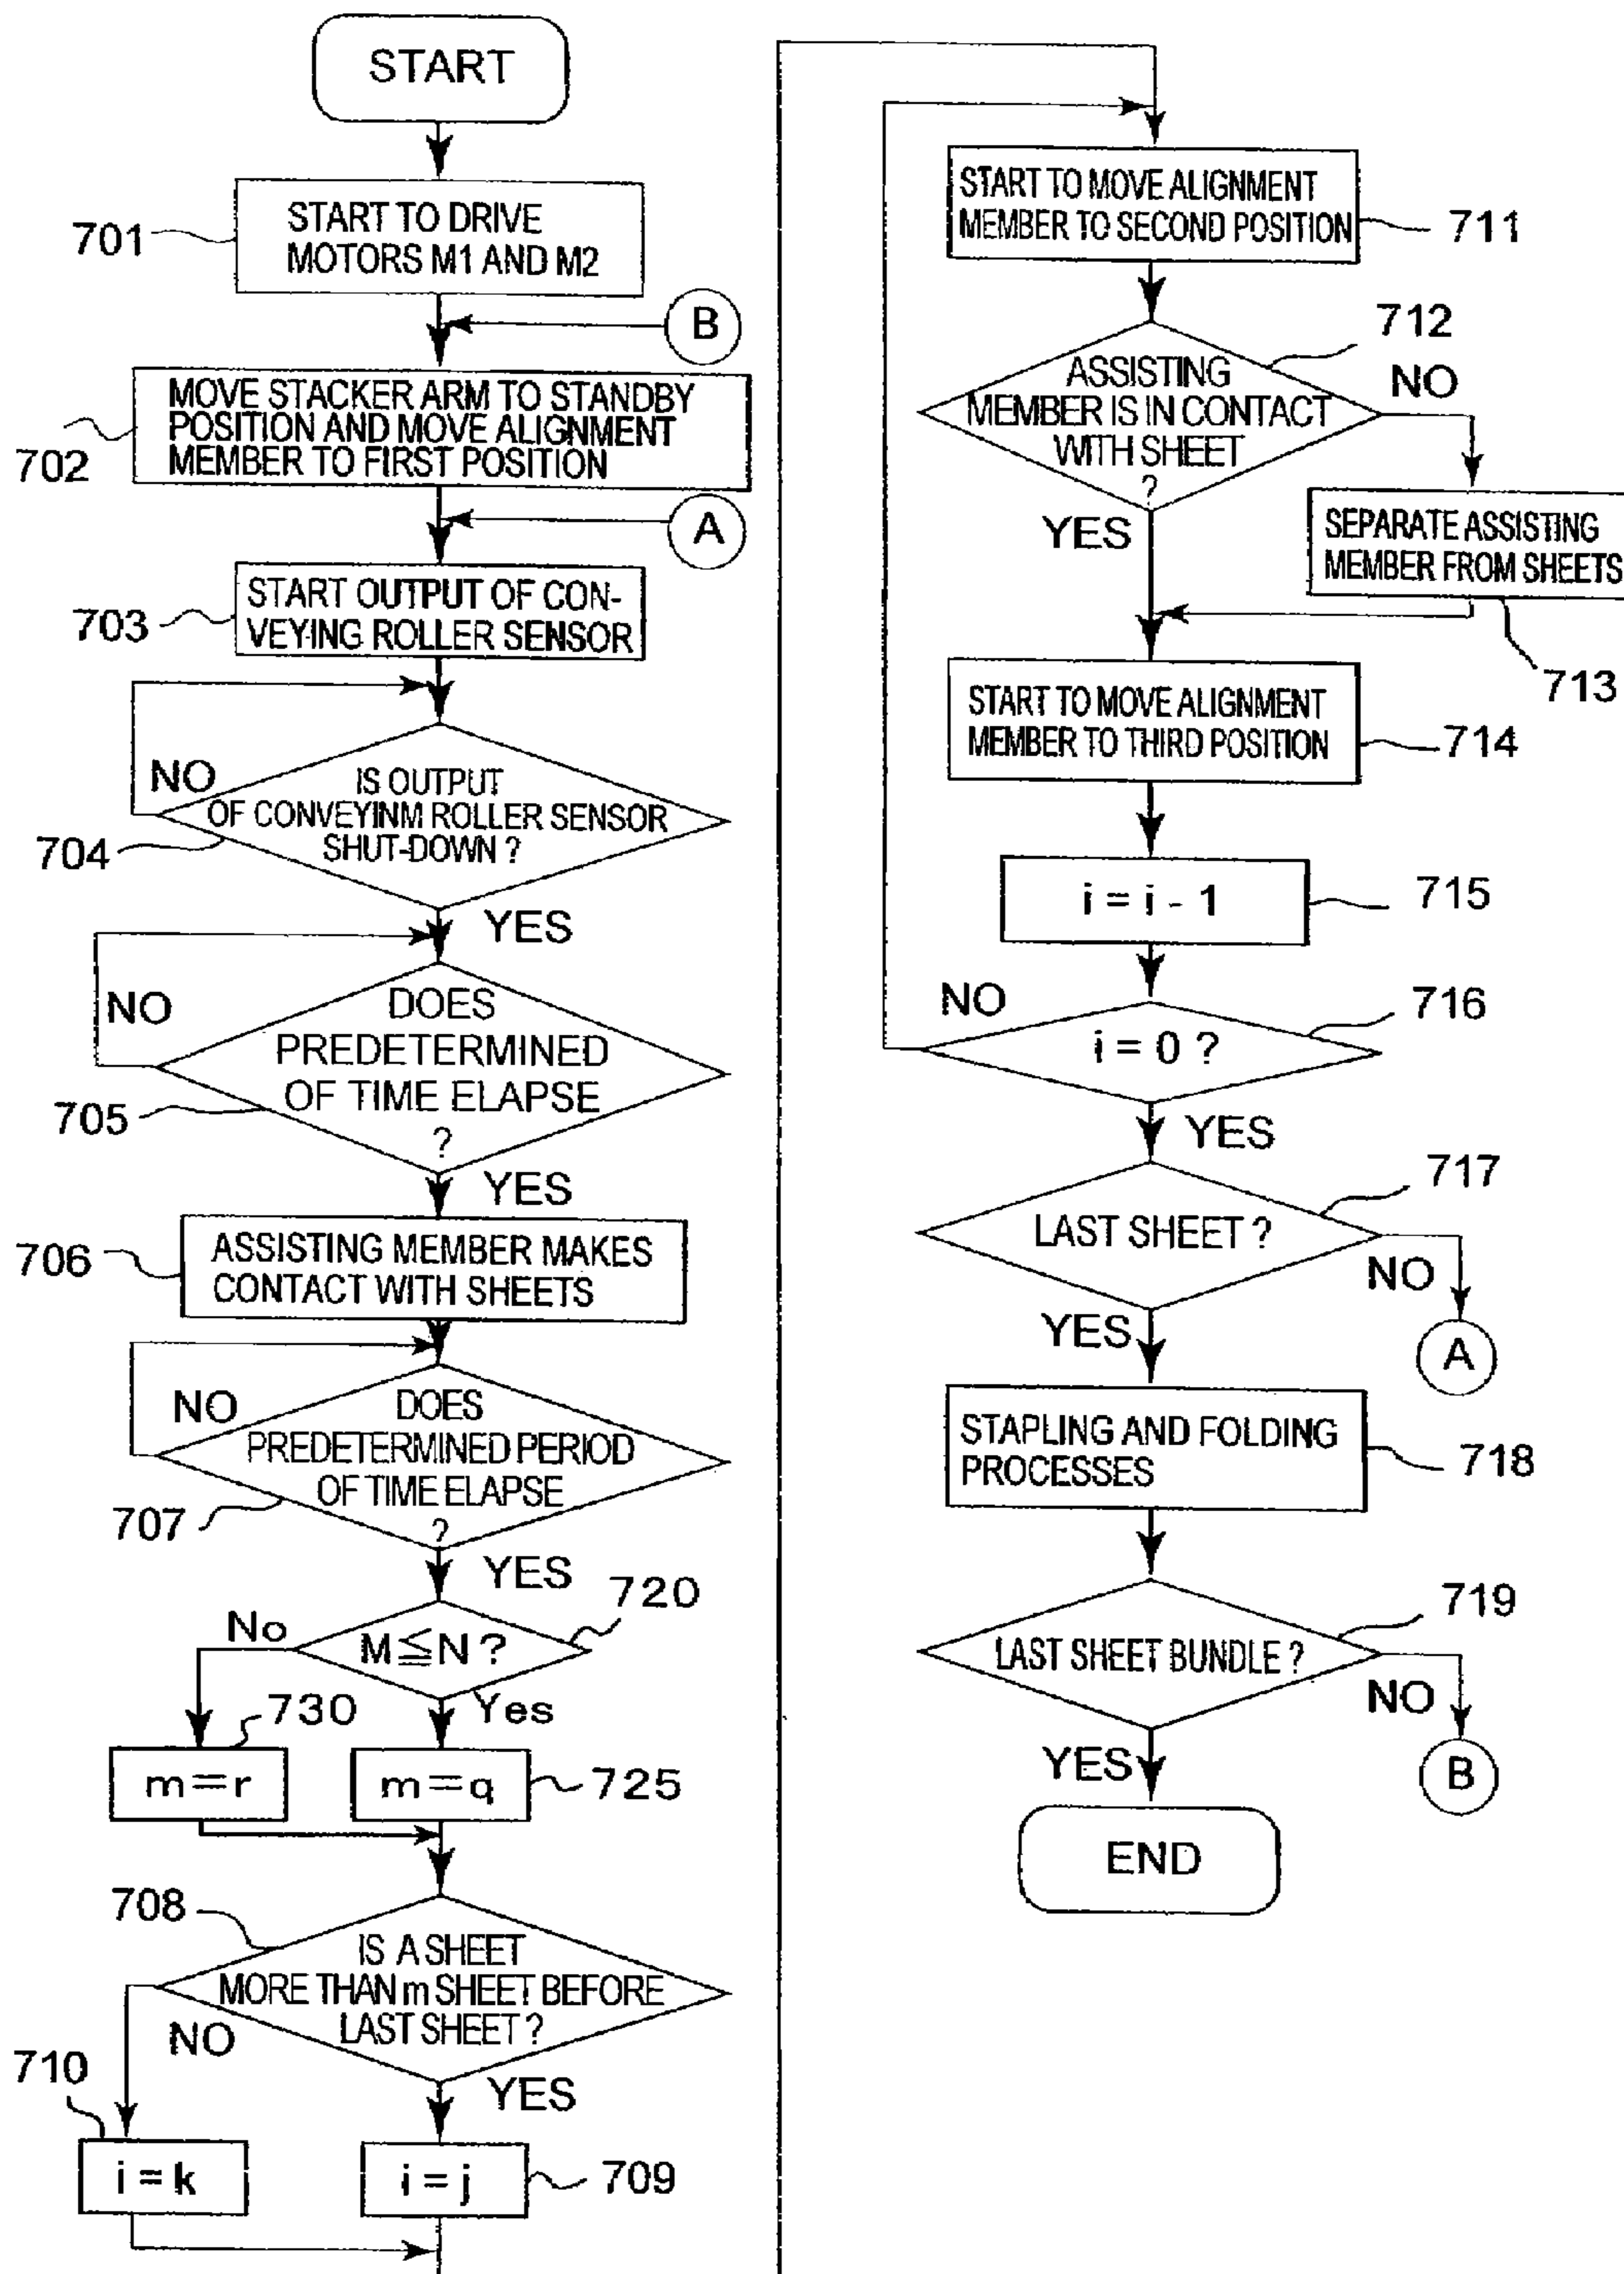 START
701
START TO DRIVE
MOTORS M1 AND M2
B
702
MOVE STACKER ARM TO STANDBY
POSITION AND MOVE ALIGNMENT
MEMBER TO FIRST POSITION
A
703
START OUTPUT OF CON-
VEYING ROLLER SENSOR
NO
IS OUTPUT
OF CONVEYINM ROLLER SENSOR
SHUT-DOWN ?
704
YES
NO
DOES
PREDETERMINED
OF TIME ELAPSE
?
705
YES
706
ASSISTING MEMBER MAKES
CONTACT WITH SHEETS
NO
DOES
PREDETERMINED PERIOD
OF TIME ELAPSE
?
707
YES
720
No
M≦N ?
Yes
730
m=r
m=q
725
708
IS A SHEET
MORE THAN m SHEET BEFORE
LAST SHEET ?
NO
YES
710
i = k
i = j
709
START TO MOVE ALIGNMENT
MEMBER TO SECOND POSITION
711
712
ASSISTING
MEMBER IS IN CONTACT
WITH SHEET
?
NO
YES
SEPARATE ASSISTING
MEMBER FROM SHEETS
713
START TO MOVE ALIGNMENT
MEMBER TO THIRD POSITION
714
i = i - 1
715
NO
716
i = 0 ?
YES
717
LAST SHEET ?
NO
YES
A
STAPLING AND FOLDING
PROCESSES
718
719
LAST SHEET BUNDLE ?
NO
YES
B
END